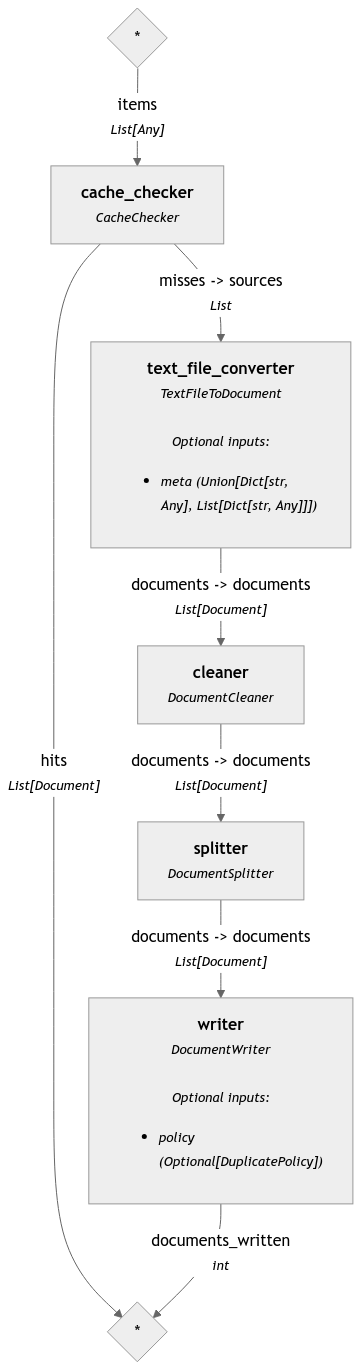 *
items
List[Any]
cache_checker
CacheChecker
misses -> sources
List
text_file_converter
TextFileToDocument
Optional inputs:
• meta (Union[Dict[str,
Any], List[Dict[str, Any]]])
documents -> documents
List[Document]
cleaner
DocumentCleaner
hits
List[Document]
documents -> documents
List[Document]
splitter
DocumentSplitter
documents -> documents
List[Document]
writer
DocumentWriter
Optional inputs:
• policy
(Optional[DuplicatePolicy])
documents_written
int
*